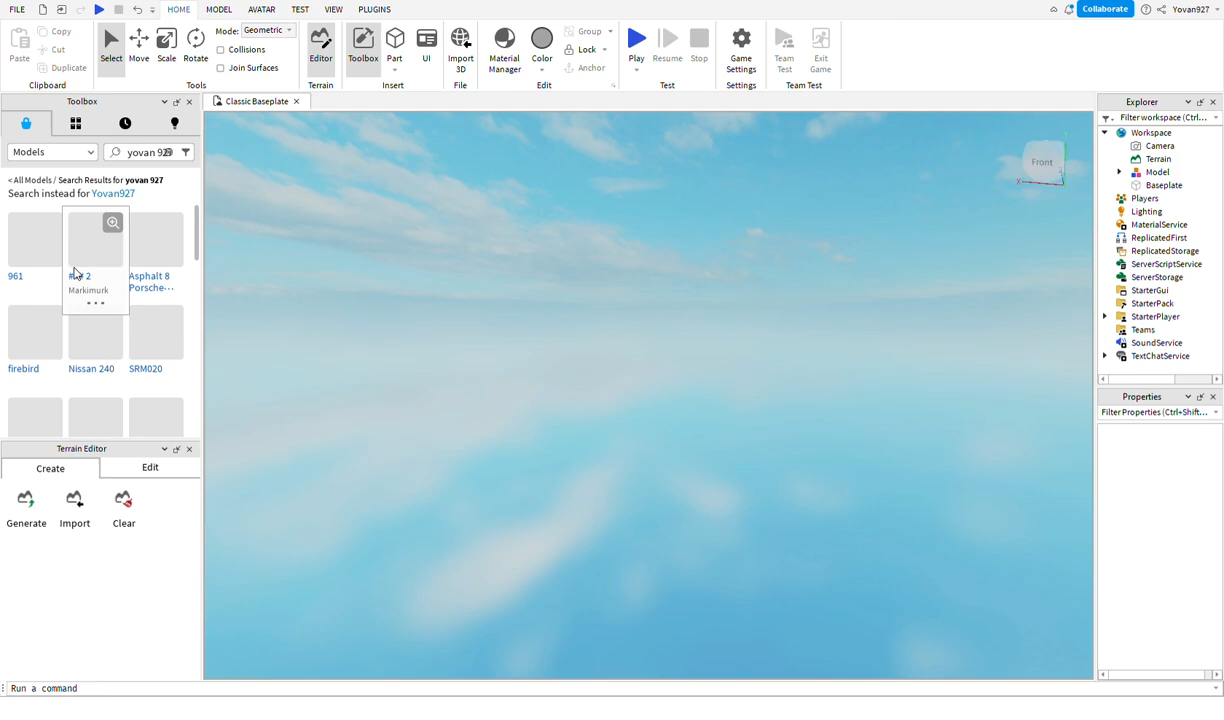 FILE
HOME
MODEL
AVATAR
TEST
VIEW
PLUGINS
Collaborate
Yovan927
Paste
Copy
Cut
Duplicate
Clipboard
Select
Move
Scale
Rotate
Mode: Geometric
Collisions
Join Surfaces
Tools
Editor
Terrain
Toolbox
Part
UI
Insert
Import
3D
File
Material
Manager
Color
Group
Lock
Anchor
Edit
Play
Resume
Stop
Test
Game
Settings
Settings
Team
Test
Exit
Game
Team Test
Toolbox
Models
yovan 927
< All Models / Search Results for yovan 927
Search instead for Yovan927
961
2
Markimurk
Asphalt 8
Porsche...
firebird
Nissan 240
SRM020
Terrain Editor
Create
Edit
Generate
Import
Clear
Classic Baseplate
Front
X
Explorer
Filter workspace (Ctrl...
Workspace
Camera
Terrain
Model
Baseplate
Players
Lighting
MaterialService
ReplicatedFirst
ReplicatedStorage
ServerScriptService
ServerStorage
StarterGui
StarterPack
StarterPlayer
Teams
SoundService
TextChatService
Properties
Filter Properties (Ctrl+Shift...
Run a command